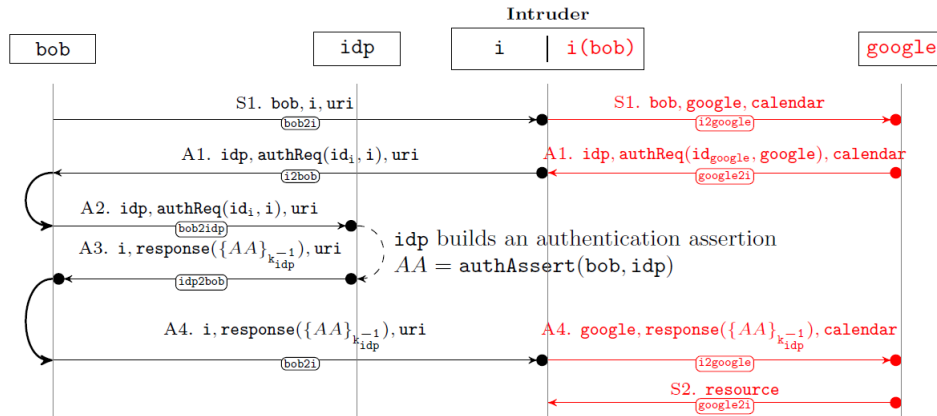 Intruder
bob idp i i(bob) google
S1. bob, i, uri S1. bob, google, calendar
bob2i i2google
A1. idp, authReq(id_i, i), uri A1. idp, authReq(id_google, google), calendar
i2bob google2i
A2. idp, authReq(id_i, i), uri
bob2idp
idp builds an authentication assertion
A3. i, response({AA}_{k_idp^{-1}}), uri
AA = authAssert(bob, idp)
idp2bob
A4. i, response({AA}_{k_idp^{-1}}), uri A4. google, response({AA}_{k_idp^{-1}}), calendar
bob2i i2google
S2. resource
google2i